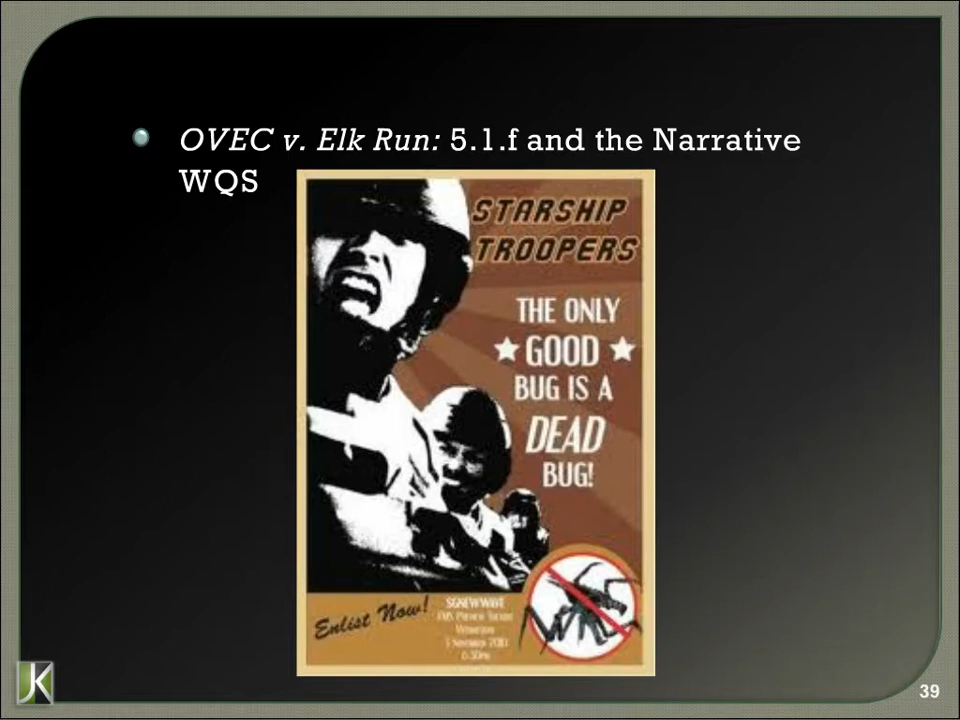 OVEC v. Elk Run: 5.1.f and the Narrative
WQS
STARSHIP
TROOPERS
THE ONLY
GOOD
BUG IS A
DEAD
BUG!
Enlist Now!
JK
39